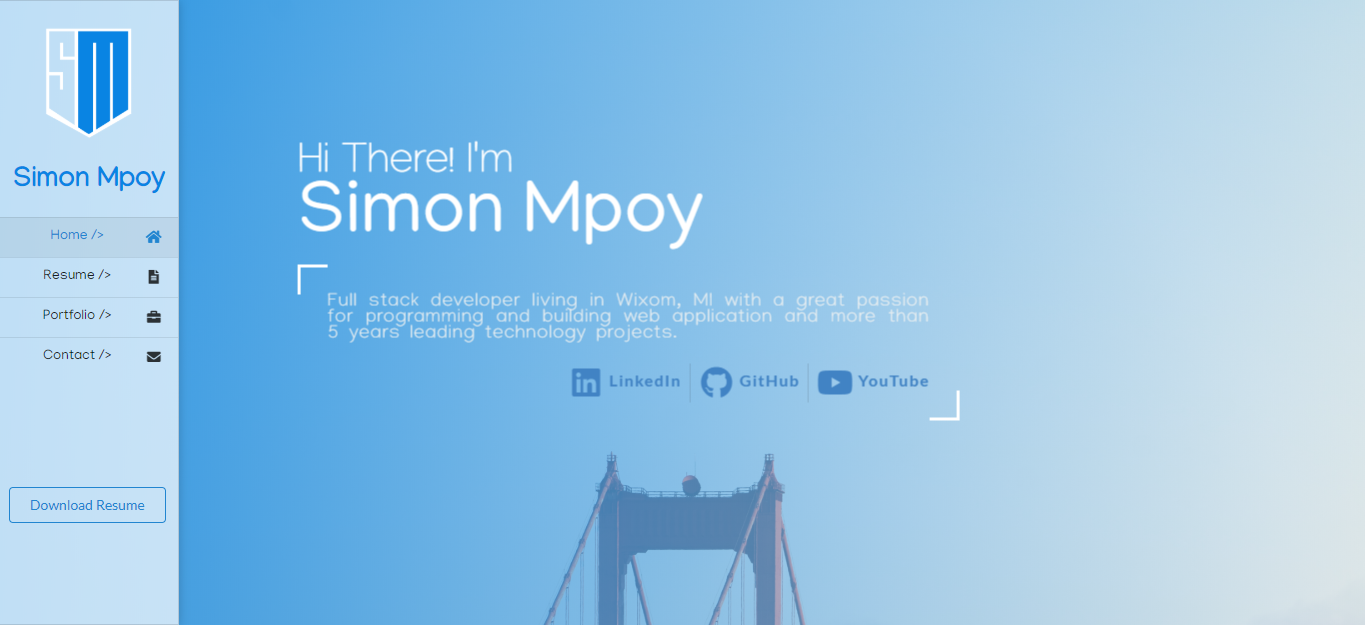 SM
Simon Mpoy
Home />
Resume />
Portfolio />
Contact />
Download Resume
Hi There! I'm
Simon Mpoy
Full stack developer living in Wixom, MI with a great passion
for programming and building web application and more than
5 years leading technology projects.
LinkedIn GitHub YouTube